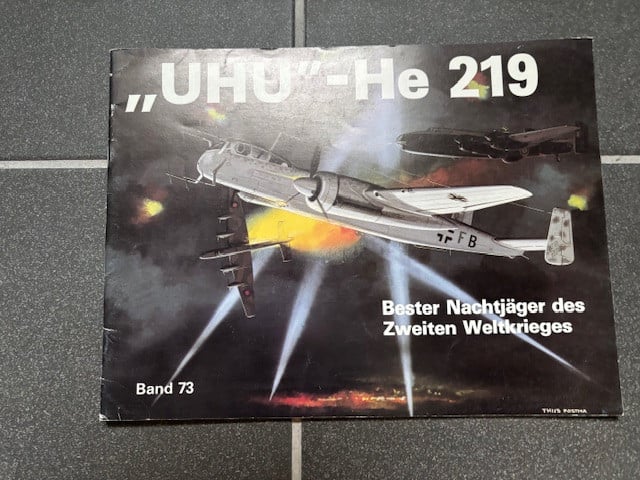 „UHU”-He 219
FB
Bester Nachtjäger des
Zweiten Weltkrieges
Band 73
THIJS POSTMA